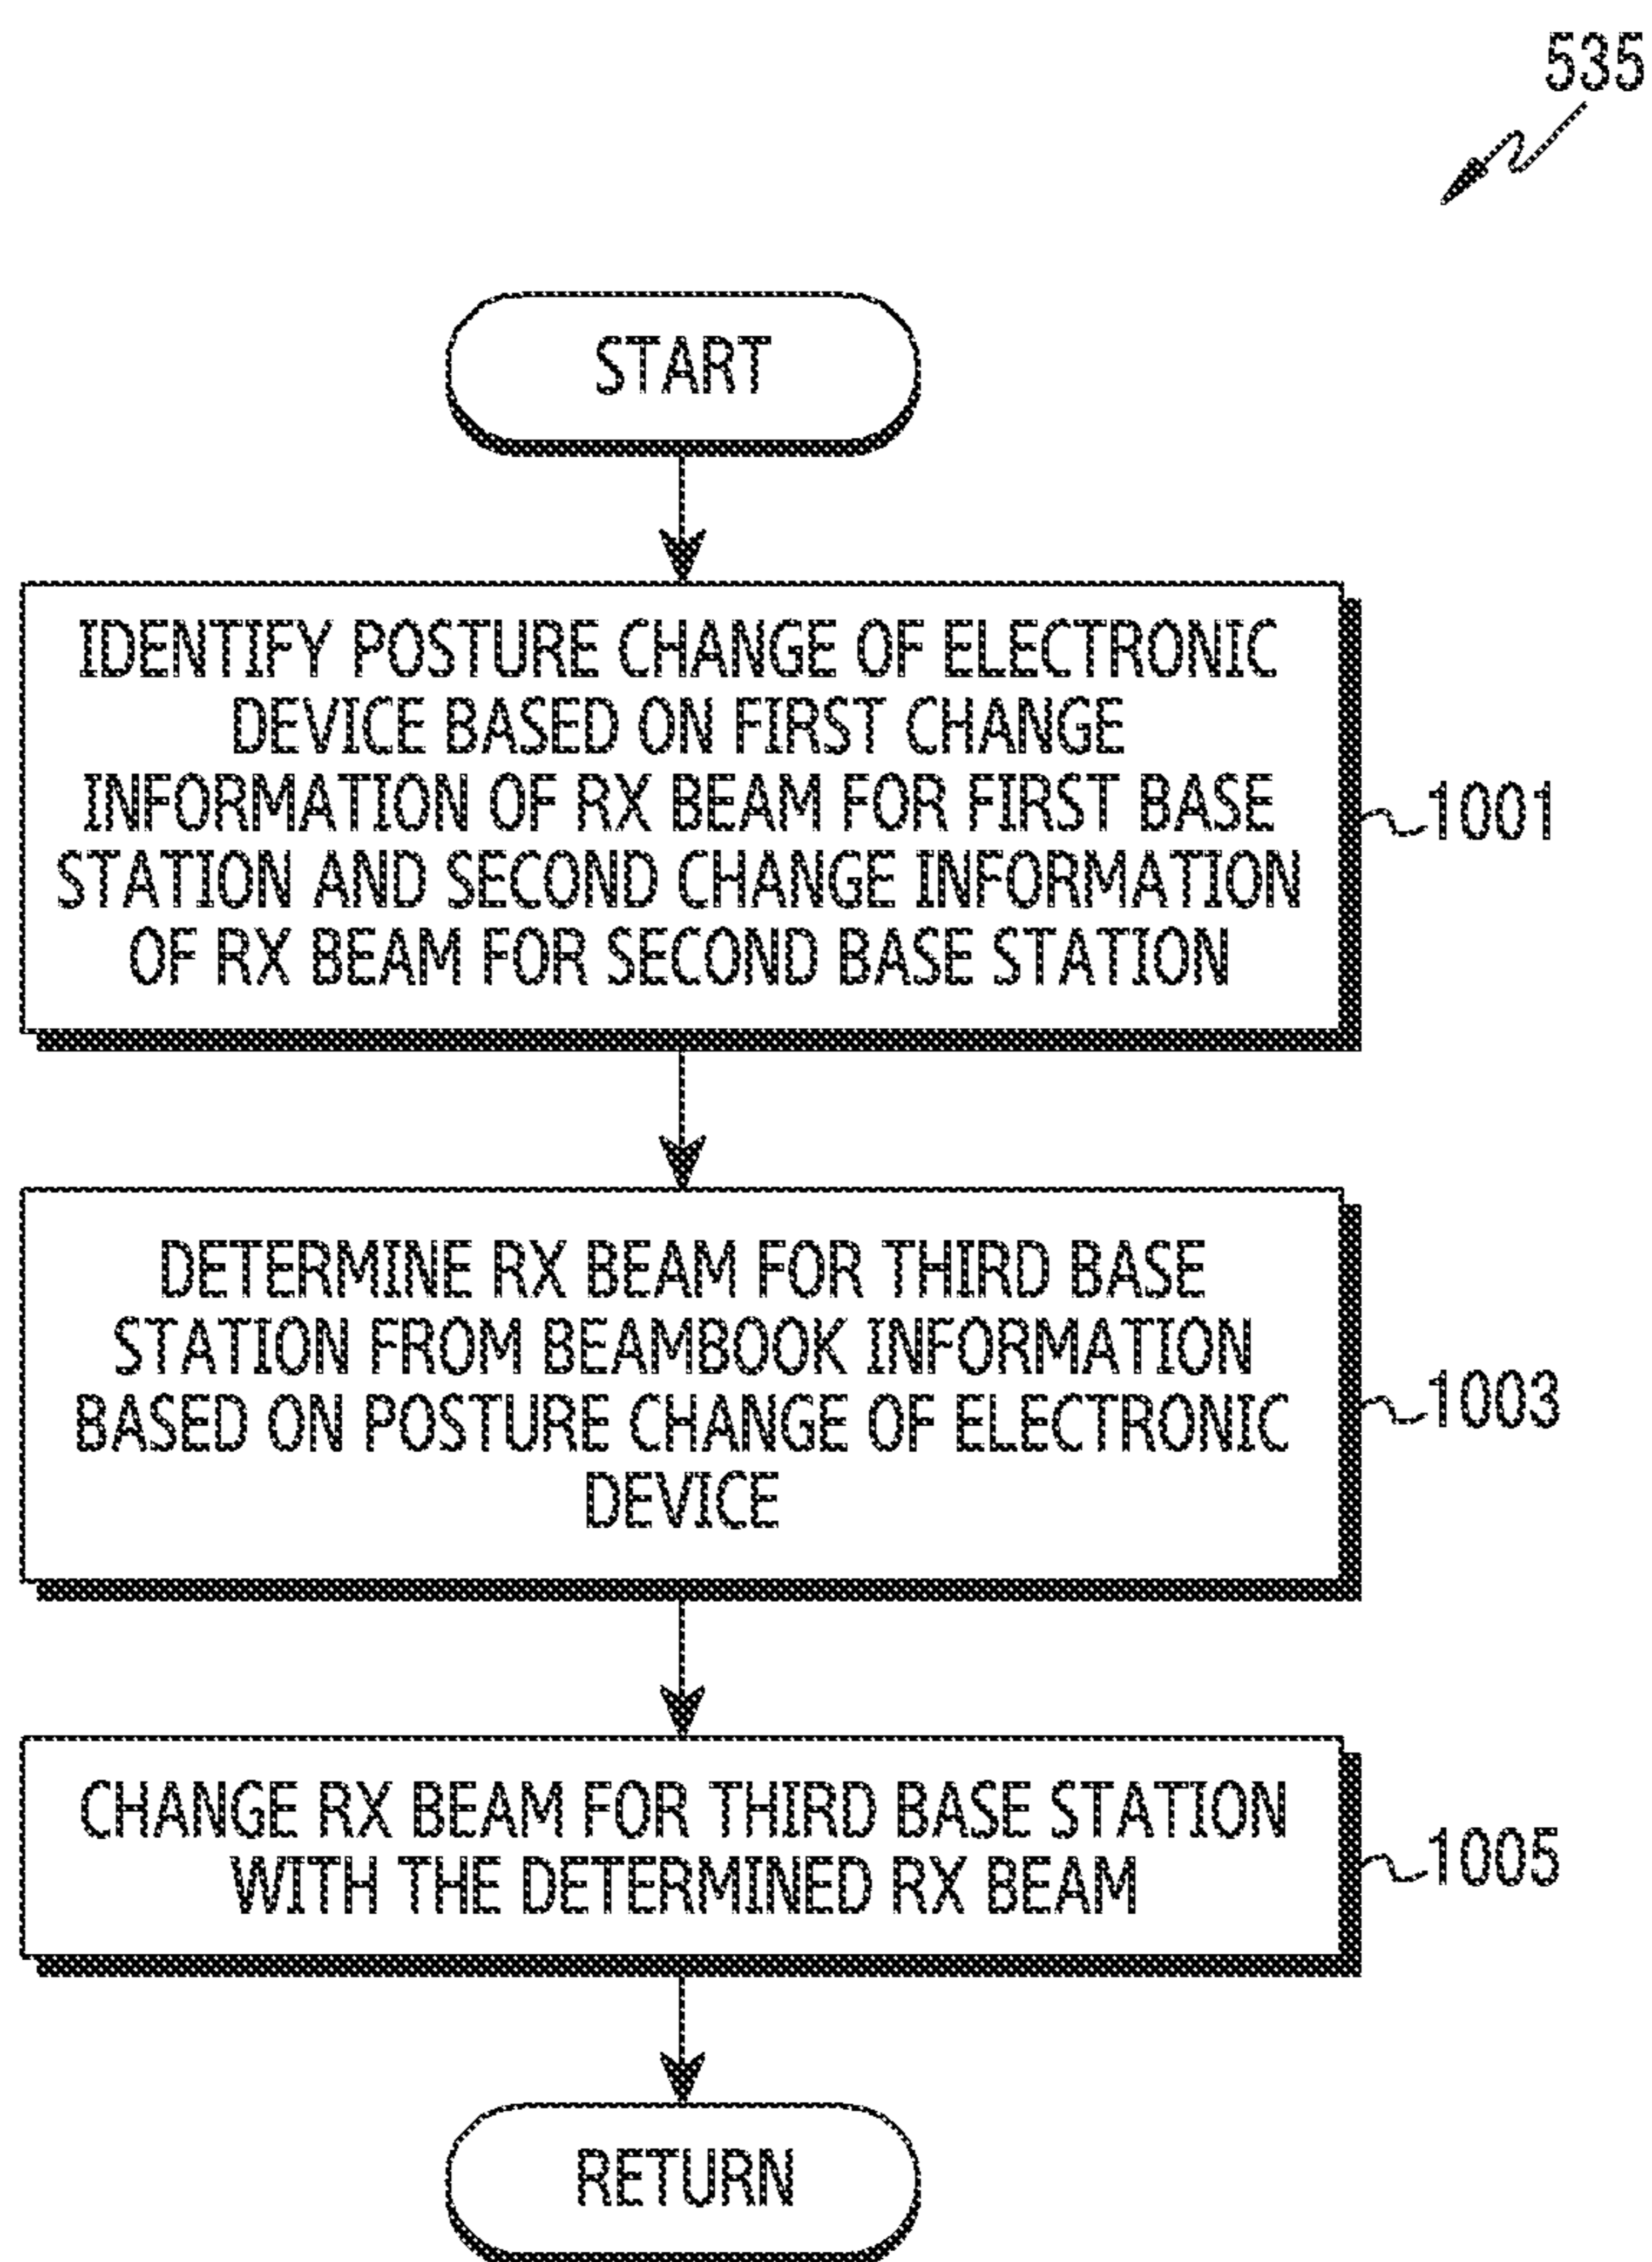 535
START
IDENTIFY POSTURE CHANGE OF ELECTRONIC
DEVICE BASED ON FIRST CHANGE
INFORMATION OF RX BEAM FOR FIRST BASE
STATION AND SECOND CHANGE INFORMATION
OF RX BEAM FOR SECOND BASE STATION
1001
DETERMINE RX BEAM FOR THIRD BASE
STATION FROM BEAMBOOK INFORMATION
BASED ON POSTURE CHANGE OF ELECTRONIC
DEVICE
1003
CHANGE RX BEAM FOR THIRD BASE STATION
WITH THE DETERMINED RX BEAM
1005
RETURN